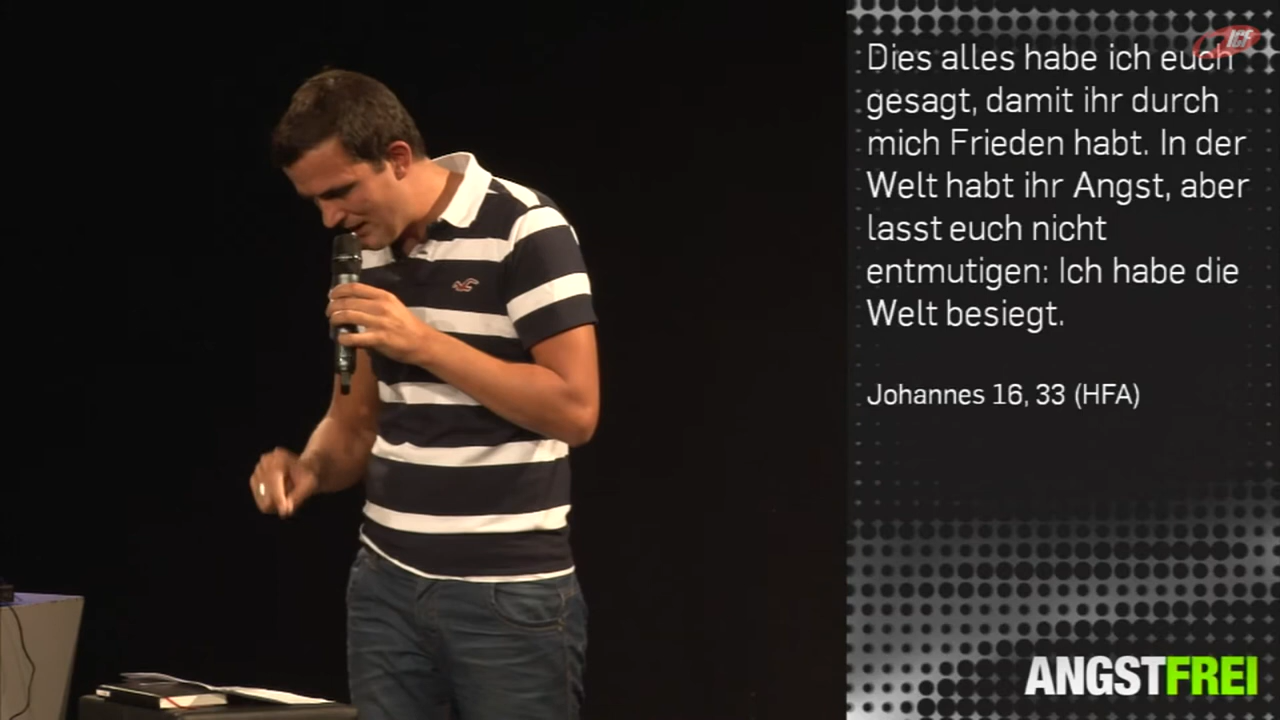 ICF
Dies alles habe ich euch
gesagt, damit ihr durch
mich Frieden habt. In der
Welt habt ihr Angst, aber
lasst euch nicht
entmutigen: Ich habe die
Welt besiegt.
Johannes 16, 33 (HFA)
ANGSTFREI